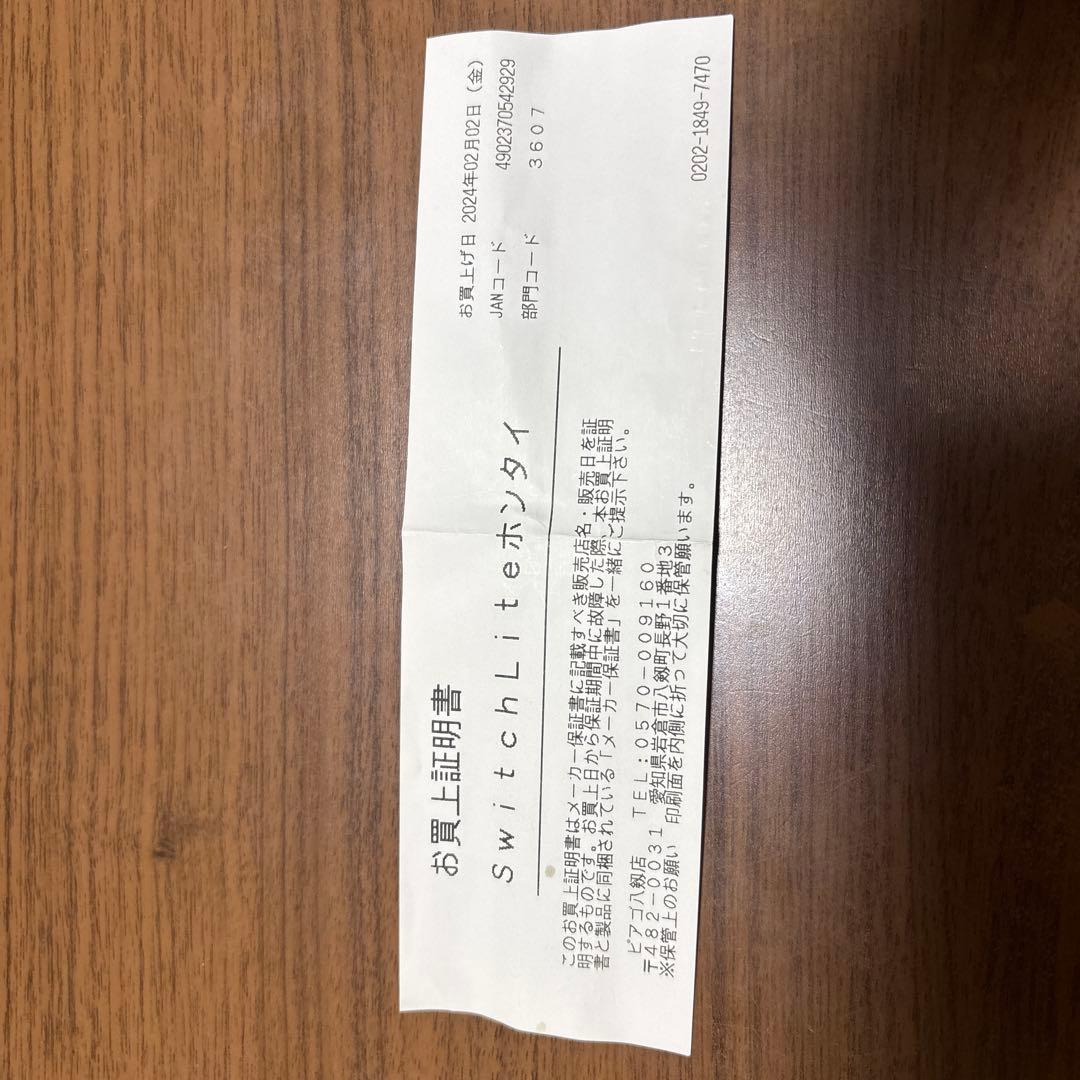 お買上証明書
お買上げ日 2024年02月02日 (金)
SwitchLiteホンタイ
JANコード 4902370542929
部門コード 3607
このお買上証明書はメーカー保証書に記載すべき販売店名・販売日を証
明するものです。お買上日から保証期間中に故障した際、本お買上証明
書と製品に同梱されている「メーカー保証書」を一緒にご提示下さい。
ピアゴ八剱店 TEL:0570-009160
〒482-0031 愛知県岩倉市八剱町長野1番地3
※保管上のお願い 印刷面を内側に折って大切に保管願います。
0202-1849-7470